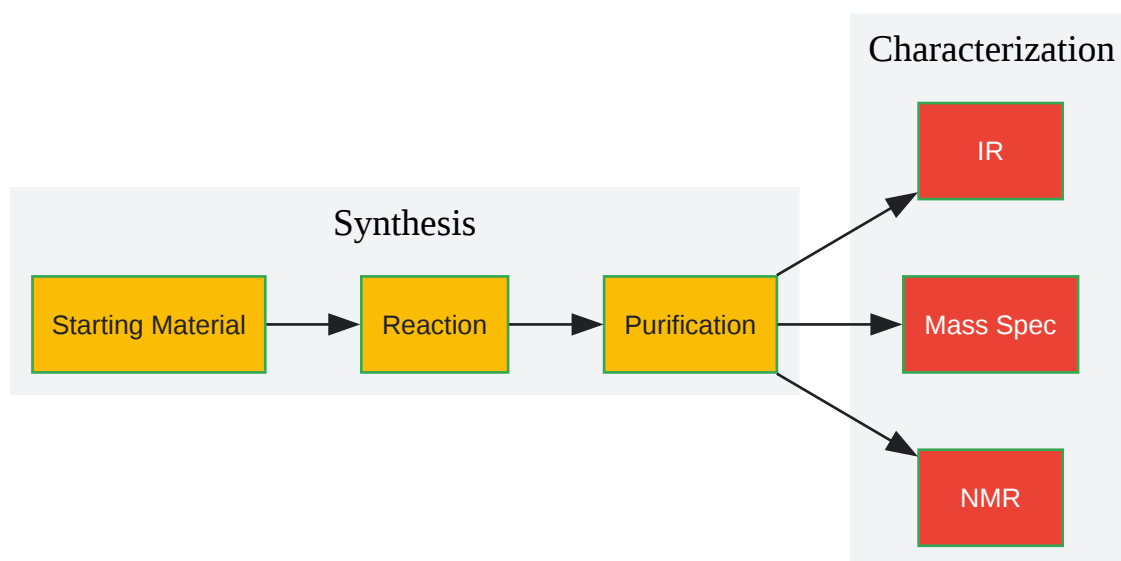 Synthesis
Starting Material
Reaction
Purification
Characterization
IR
Mass Spec
NMR